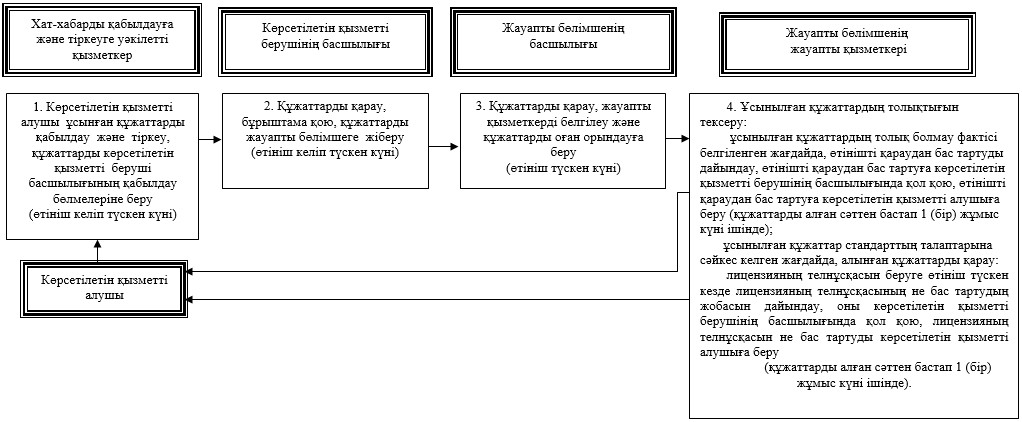 Хат-хабарды қабылдауға
және тіркеуге уәкілетті
қызметкер
Көрсетілетін қызметті
берушінің басшылығы
Жауапты бөлімшенің
басшылығы
Жауапты бөлімшенің
жауапты қызметкері
1. Көрсетілетін қызметті
алушы ұсынған құжаттарды
қабылдау және тіркеу,
құжаттарды көрсетілетін
қызметті беруші
басшылығының қабылдау
бөлмелеріне беру
(өтініш келіп түскен күні)
2. Құжаттарды қарау,
бұрыштама қою, құжаттарды
жауапты бөлімшеге жіберу
(өтініш келіп түскен күні)
3. Құжаттарды қарау, жауапты
қызметкерді белгілеу және
құжаттарды оған орындауға
беру
(өтініш түскен күні)
4. Ұсынылған құжаттардың толықтығын
тексеру:
ұсынылған құжаттардың толық болмау фактісі
белгіленген жағдайда, өтінішті қараудан бас тартуды
дайындау, өтінішті қараудан бас тартуға көрсетілетін
қызметті берушінің басшылығында қол қою, өтінішті
қараудан бас тартуға көрсетілетін қызметті алушыға
беру (құжаттарды алған сәттен бастап 1 (бір) жұмыс
күні ішінде);
ұсынылған құжаттар стандарттың талаптарына
сәйкес келген жағдайда, алынған құжаттарды қарау:
лицензияның телнұсқасын беруге өтініш түскен
кезде лицензияның телнұсқасының не бас тартудың
жобасын дайындау, оны көрсетілетін қызметті
берушінің басшылығында қол қою, лицензияның
телнұсқасын не бас тартуды көрсетілетін қызметті
алушыға беру
(құжаттарды алған сәттен бастап 1 (бір)
жұмыс күні ішінде).
Көрсетілетін қызметті
алушы